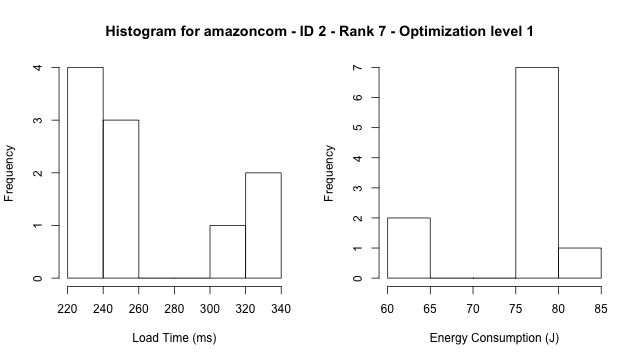 Histogram for amazoncom - ID 2 - Rank 7 - Optimization level 1
Frequency
4
3
2
1
0
220 240 260 280 300 320 340
Load Time (ms)
Frequency
7
6
5
4
3
2
1
0
60 65 70 75 80 85
Energy Consumption (J)